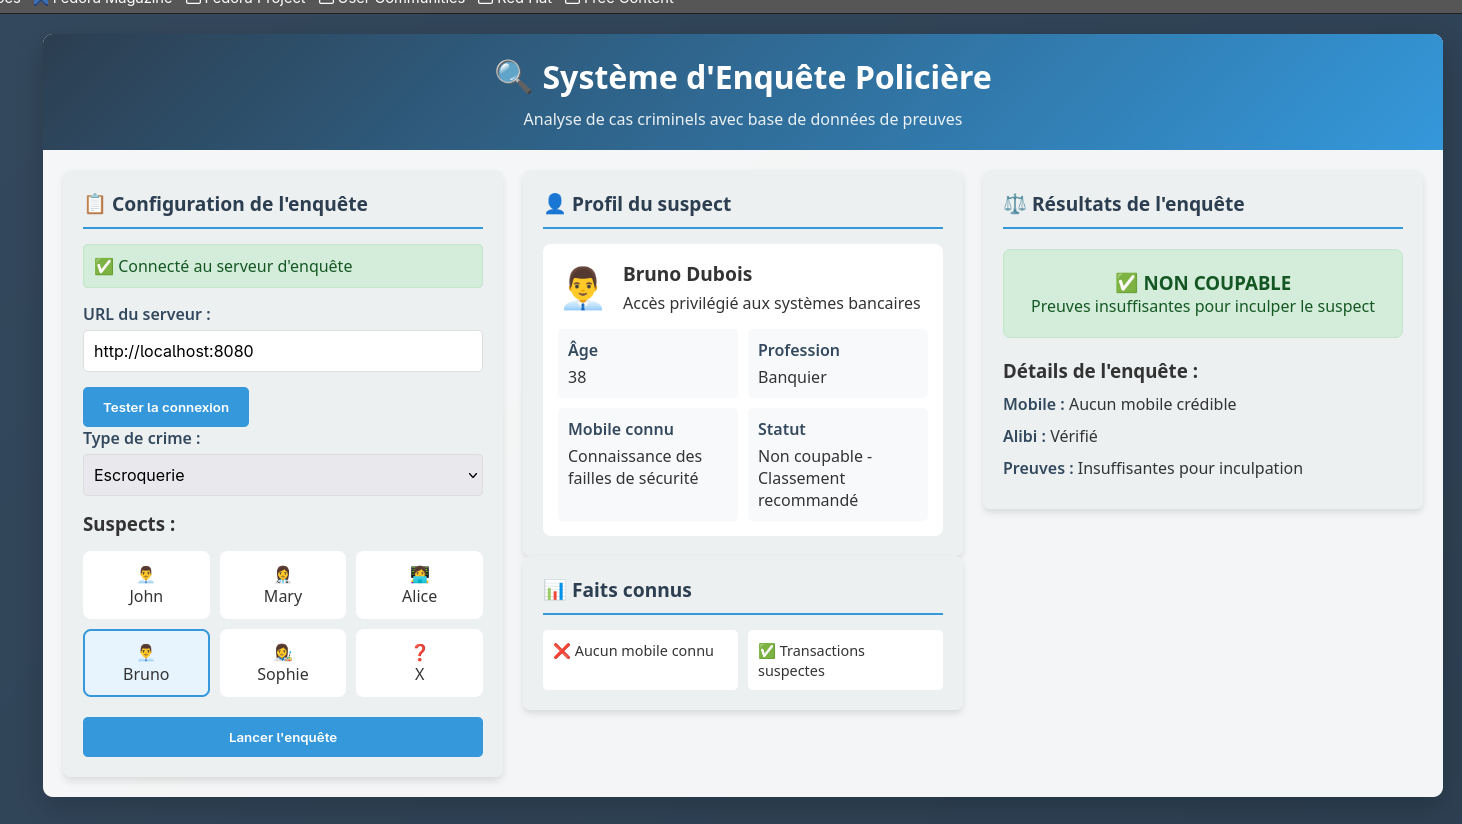 Fedora Magazine Fedora Project User Communities Red Hat Free Content
Système d'Enquête Policière
Analyse de cas criminels avec base de données de preuves
Configuration de l'enquête
Connecté au serveur d'enquête
URL du serveur :
http://localhost:8080
Tester la connexion
Type de crime :
Escroquerie
Suspects :
John
Mary
Alice
Bruno
Sophie
X
Lancer l'enquête
Profil du suspect
Bruno Dubois
Accès privilégié aux systèmes bancaires
Âge
38
Profession
Banquier
Mobile connu
Connaissance des
failles de sécurité
Statut
Non coupable -
Classement
recommandé
Faits connus
Aucun mobile connu
Transactions
suspectes
Résultats de l'enquête
NON COUPABLE
Preuves insuffisantes pour inculper le suspect
Détails de l'enquête :
Mobile : Aucun mobile crédible
Alibi : Vérifié
Preuves : Insuffisantes pour inculpation